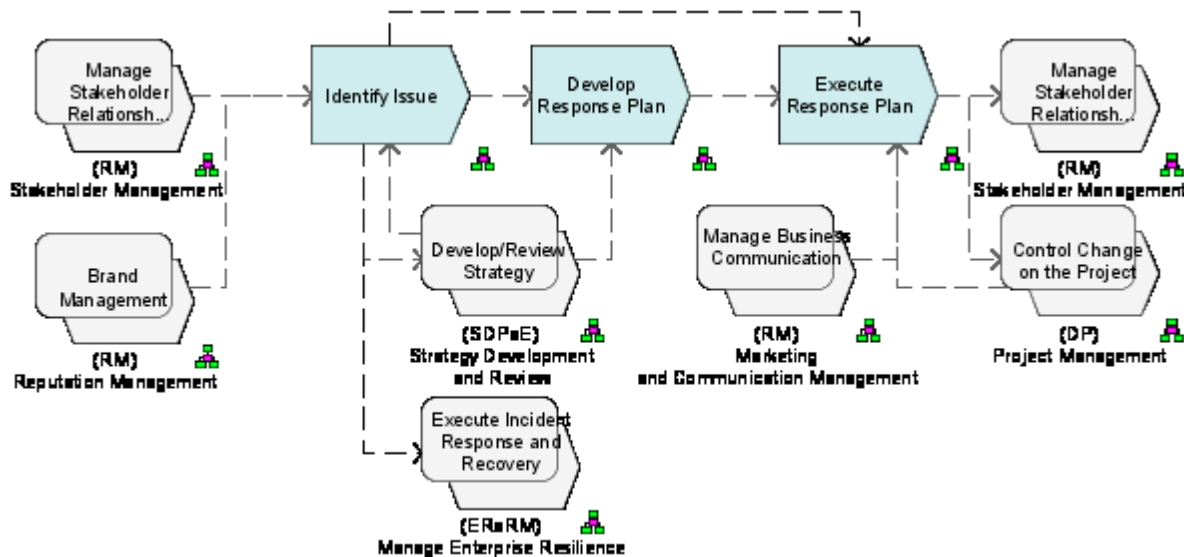 Manage
Stakeholder
Relationsh...
(RM)
Stakeholder Management
Identify Issue
Develop
Response Plan
Execute
Response Plan
Manage
Stakeholder
Relationsh...
(RM)
Stakeholder Management
Brand
Management
(RM)
Reputation Management
Develop/Review
Strategy
(SDPaE)
Strategy Development
and Review
Manage Business
Communication
(RM)
Marketing
and Communication Management
Control Change
on the Project
(DP)
Project Management
Execute Incident
Response and
Recovery
(ERaRM)
Manage Enterprise Resilience